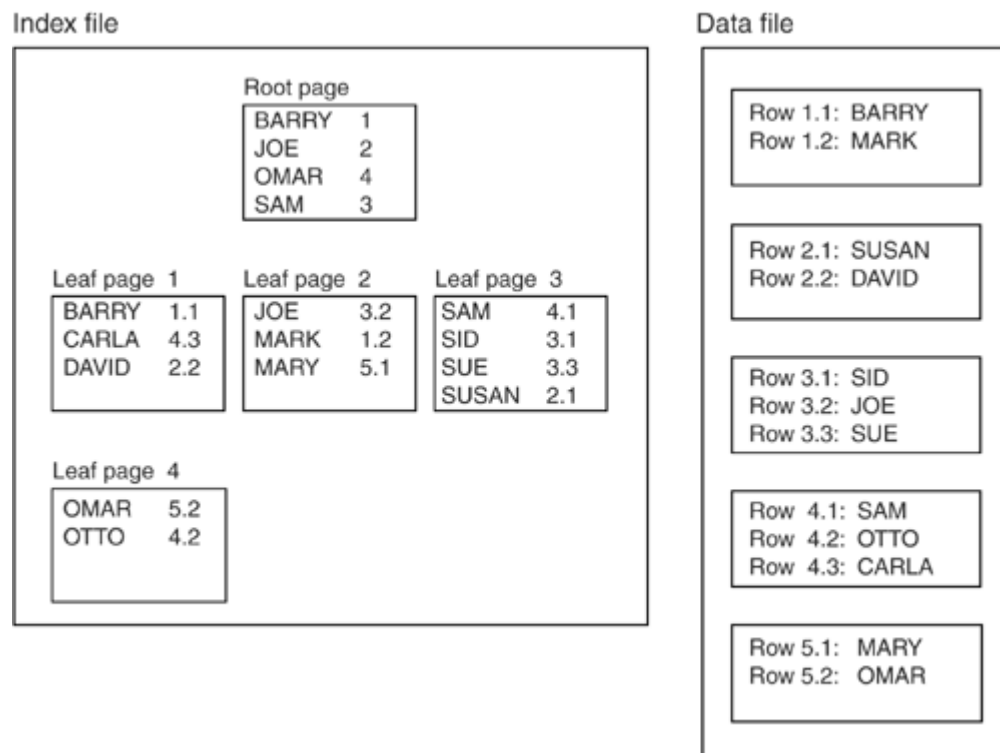 Index file
Root page
BARRY 1
JOE 2
OMAR 4
SAM 3
Leaf page 1
BARRY 1.1
CARLA 4.3
DAVID 2.2
Leaf page 2
JOE 3.2
MARK 1.2
MARY 5.1
Leaf page 3
SAM 4.1
SID 3.1
SUE 3.3
SUSAN 2.1
Leaf page 4
OMAR 5.2
OTTO 4.2
Data file
Row 1.1: BARRY
Row 1.2: MARK
Row 2.1: SUSAN
Row 2.2: DAVID
Row 3.1: SID
Row 3.2: JOE
Row 3.3: SUE
Row 4.1: SAM
Row 4.2: OTTO
Row 4.3: CARLA
Row 5.1: MARY
Row 5.2: OMAR